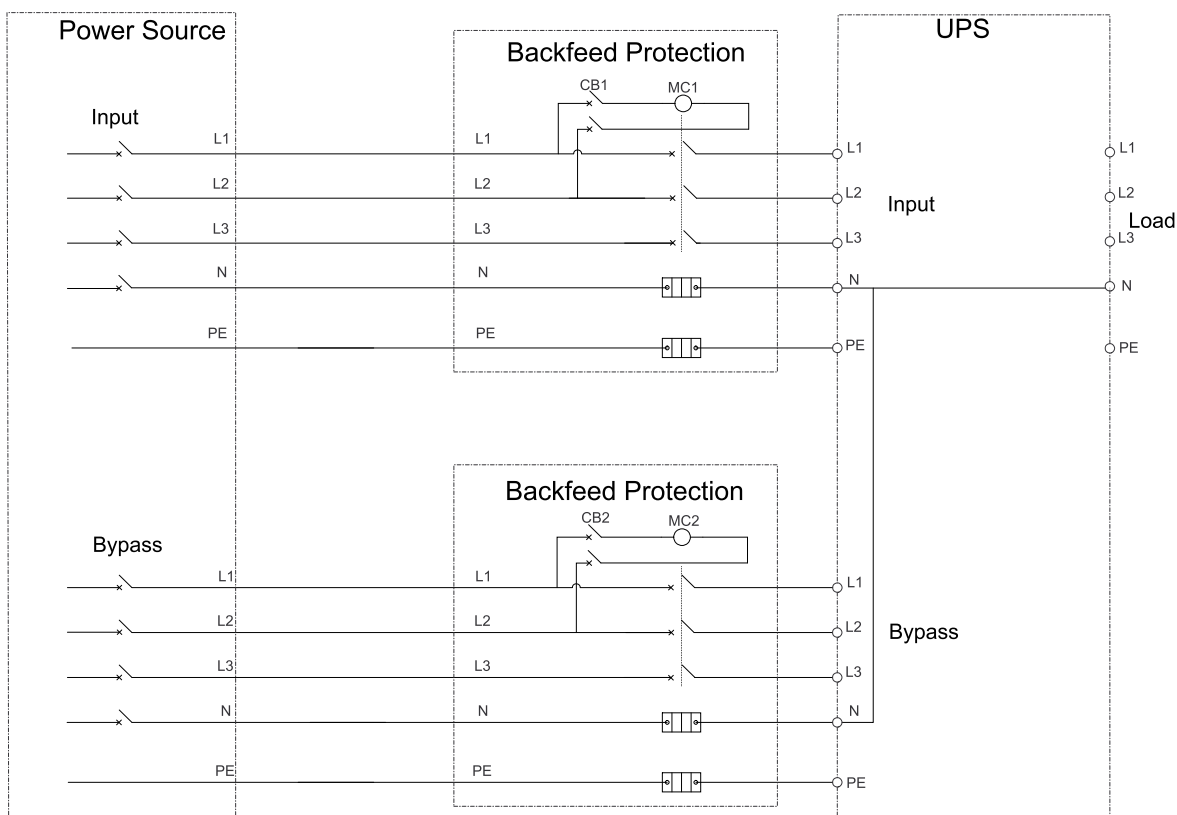 Power Source
UPS
Backfeed Protection
CB1
MC1
Input
L1
L1
L1
L1
L2
L2
L2
L2
Input
Load
L3
L3
L3
L3
N
N
N
N
PE
PE
PE
PE
Backfeed Protection
CB2
MC2
Bypass
L1
L1
L1
L2
L2
L2
Bypass
L3
L3
L3
N
N
N
PE
PE
PE